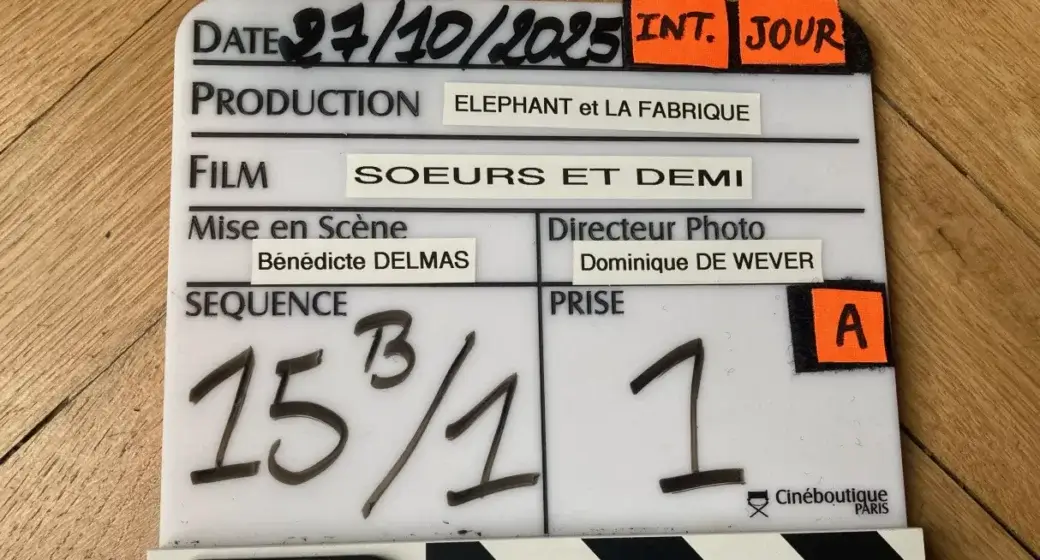 DATE 27/10/2025 INT. JOUR
PRODUCTION ELEPHANT et LA FABRIQUE
FILM SOEURS ET DEMI
Mise en Scène Directeur Photo
Bénédicte DELMAS Dominique DE WEVER
SEQUENCE PRISE A
15 B/1 1
Cinéboutique
PARIS